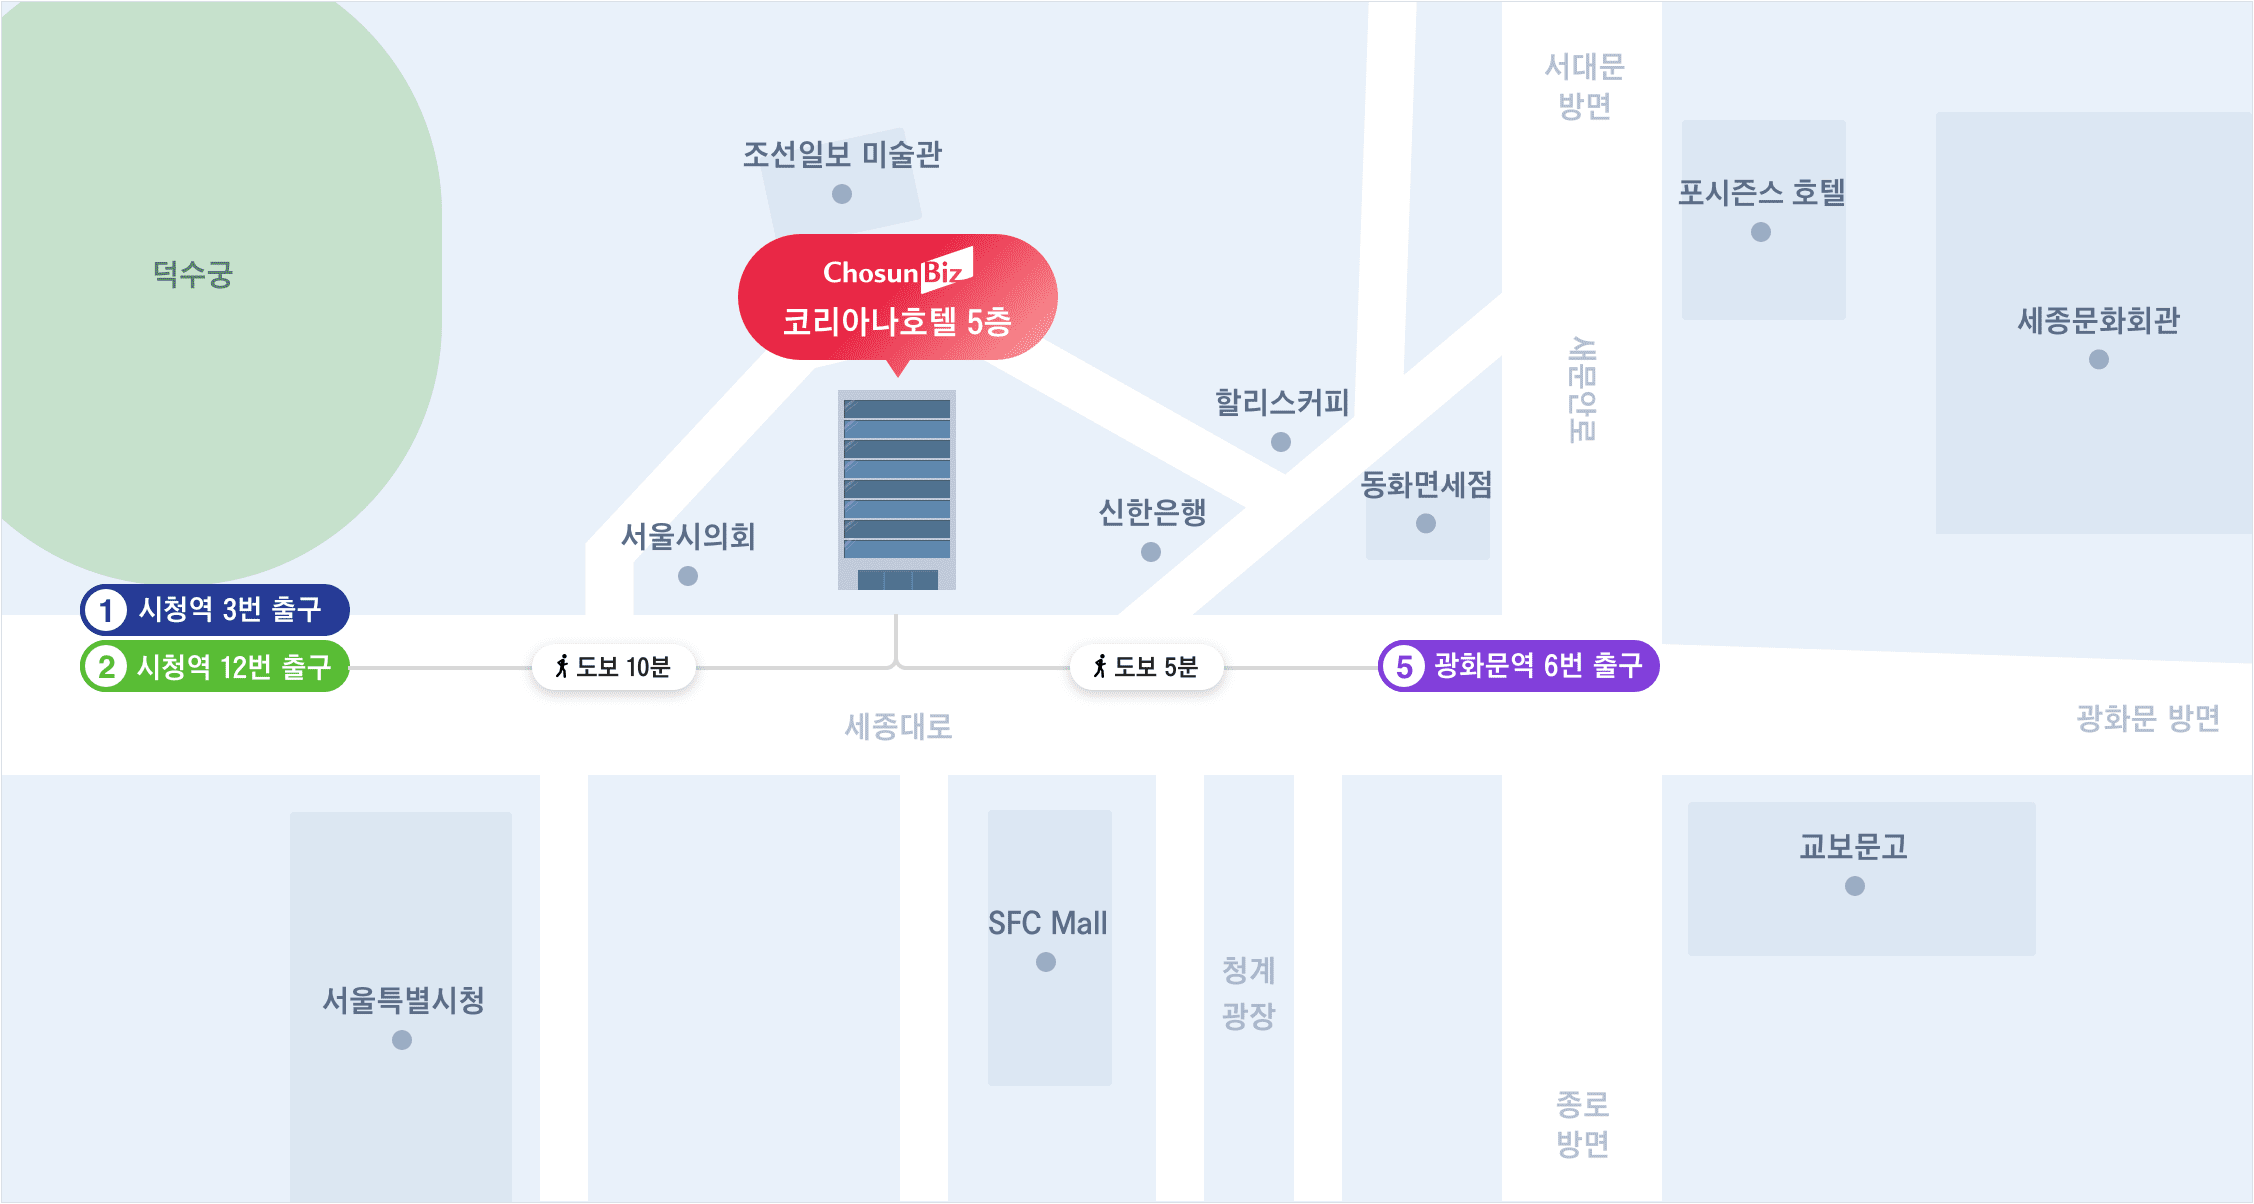 서대문
방면
조선일보 미술관
포시즌스 호텔
덕수궁
ChosunBiz
코리아나호텔 5층
세종문화회관
새문안로
할리스커피
동화면세점
신한은행
서울시의회
1 시청역 3번 출구
2 시청역 12번 출구
도보 10분
도보 5분
5 광화문역 6번 출구
세종대로
광화문 방면
교보문고
SFC Mall
청계
광장
서울특별시청
종로
방면